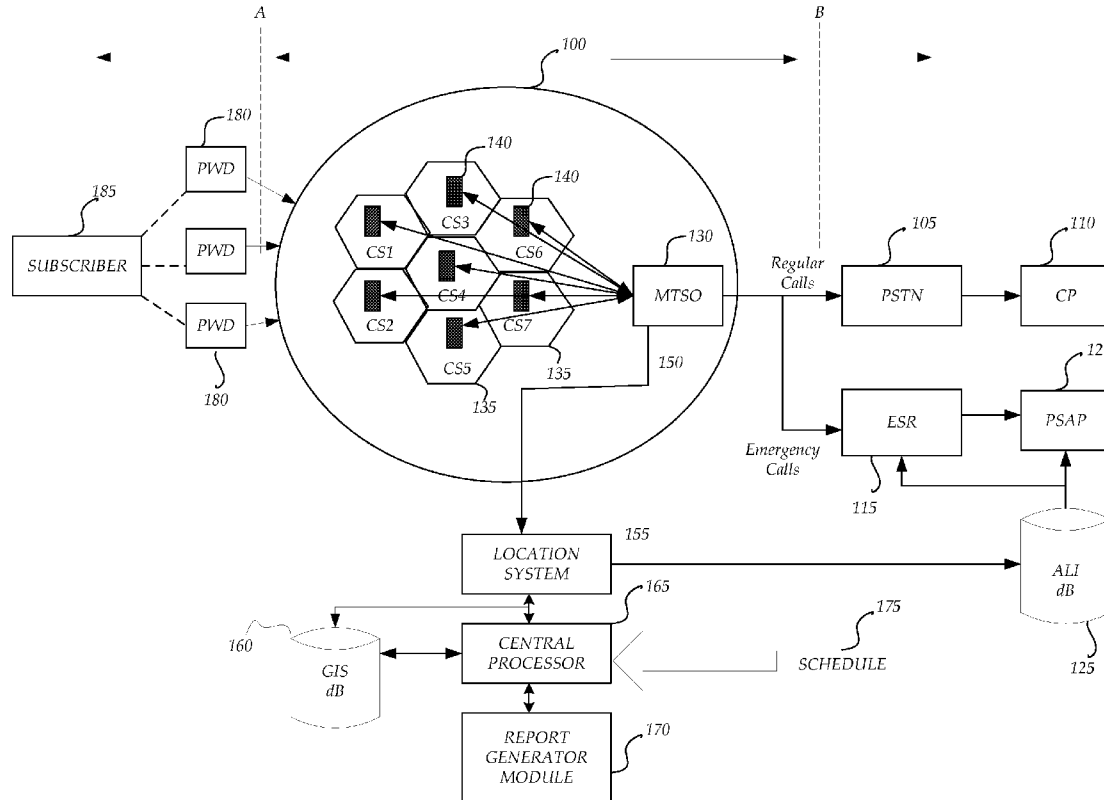 A
B
100
180
PWD
185
SUBSCRIBER
PWD
PWD
180
140
140
CS3
CS6
CS1
CS4
CS2
CS7
CS5
135
135
130
MTSO
150
Regular
Calls
105
PSTN
110
CP
12
ESR
PSAP
Emergency
Calls
115
LOCATION
SYSTEM
155
ALI
dB
125
165
175
160
GIS
dB
CENTRAL
PROCESSOR
SCHEDULE
REPORT
GENERATOR
MODULE
170